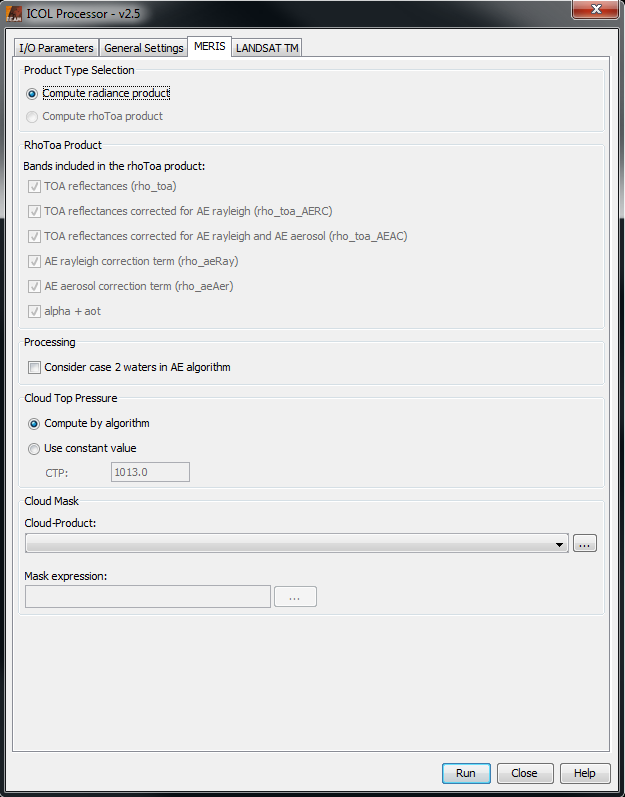 ICOL Processor - v2.5
I/O Parameters General Settings MERIS LANDSAT TM
Product Type Selection
Compute radiance product
Compute rhoToa product
RhoToa Product
Bands included in the rhoToa product:
TOA reflectances (rho_toa)
TOA reflectances corrected for AE rayleigh (rho_toa_AERC)
TOA reflectances corrected for AE rayleigh and AE aerosol (rho_toa_AEAC)
AE rayleigh correction term (rho_aeRay)
AE aerosol correction term (rho_aeAer)
alpha + aot
Processing
Consider case 2 waters in AE algorithm
Cloud Top Pressure
Compute by algorithm
Use constant value
CTP: 1013.0
Cloud Mask
Cloud-Product:
...
Mask expression:
...
Run Close Help